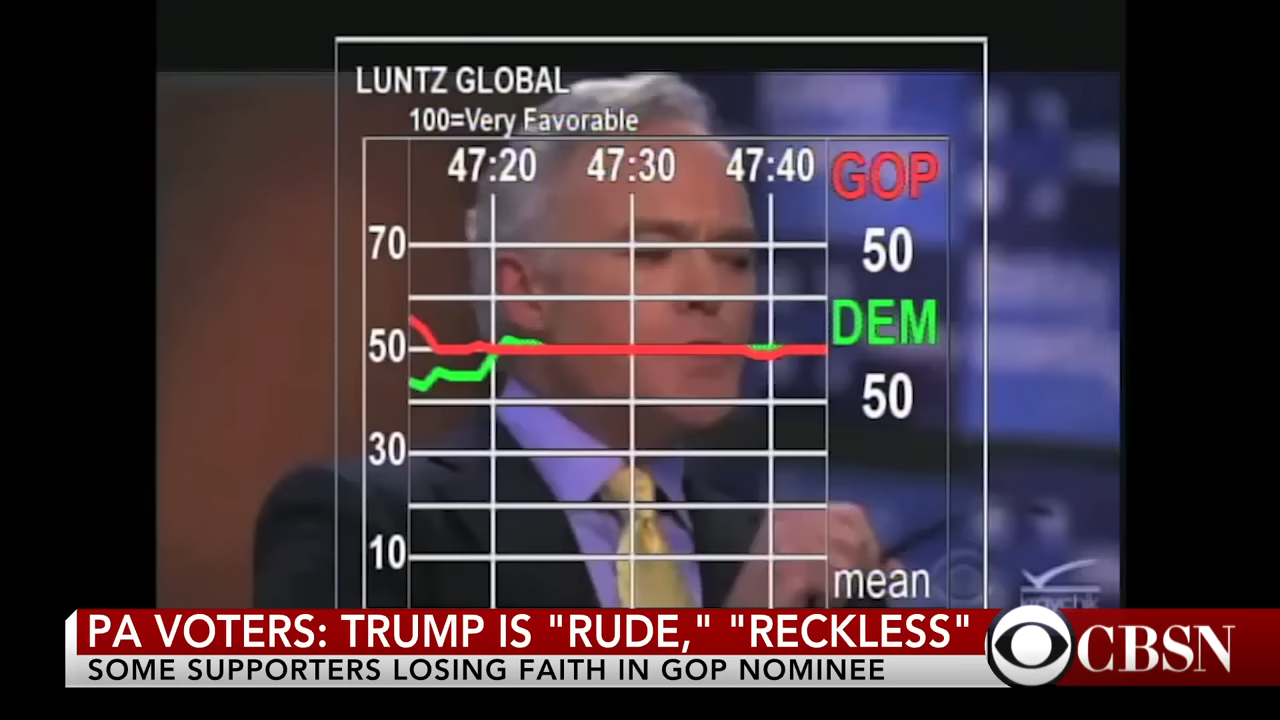 LUNTZ GLOBAL
100=Very Favorable
47:20 47:30 47:40
GOP
70
50
DEM
50
50
30
10
mean
PA VOTERS: TRUMP IS "RUDE," "RECKLESS"
SOME SUPPORTERS LOSING FAITH IN GOP NOMINEE
CBSN